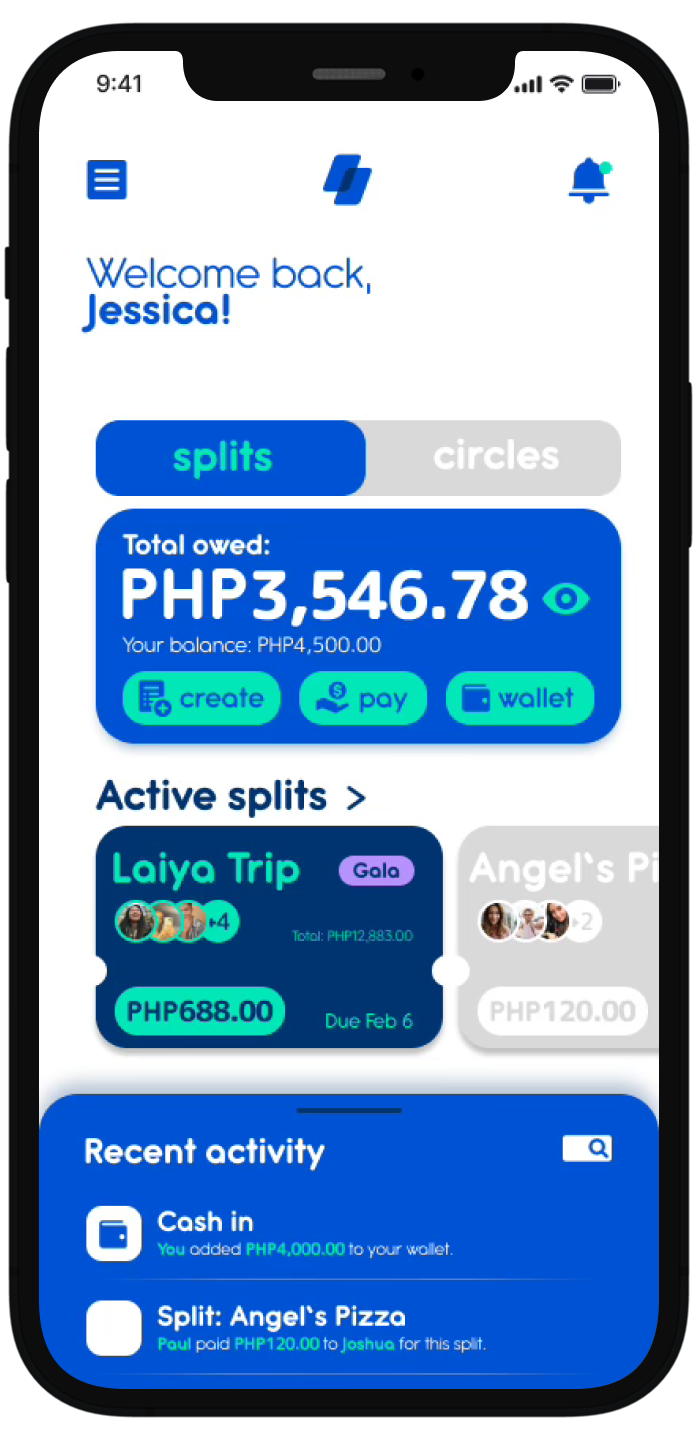 9:41
Welcome back,
Jessica!
splits
circles
Total owed:
PHP3,546.78
Your balance: PHP4,500.00
create
pay
wallet
Active splits >
Laiya Trip
Gala
+4
Total: PHP12,883.00
PHP688.00
Due Feb 6
Angel`s Pi
+2
PHP120.00
Recent activity
Cash in
You added PHP4,000.00 to your wallet.
Split: Angel`s Pizza
Paul paid PHP120.00 to Joshua for this split.